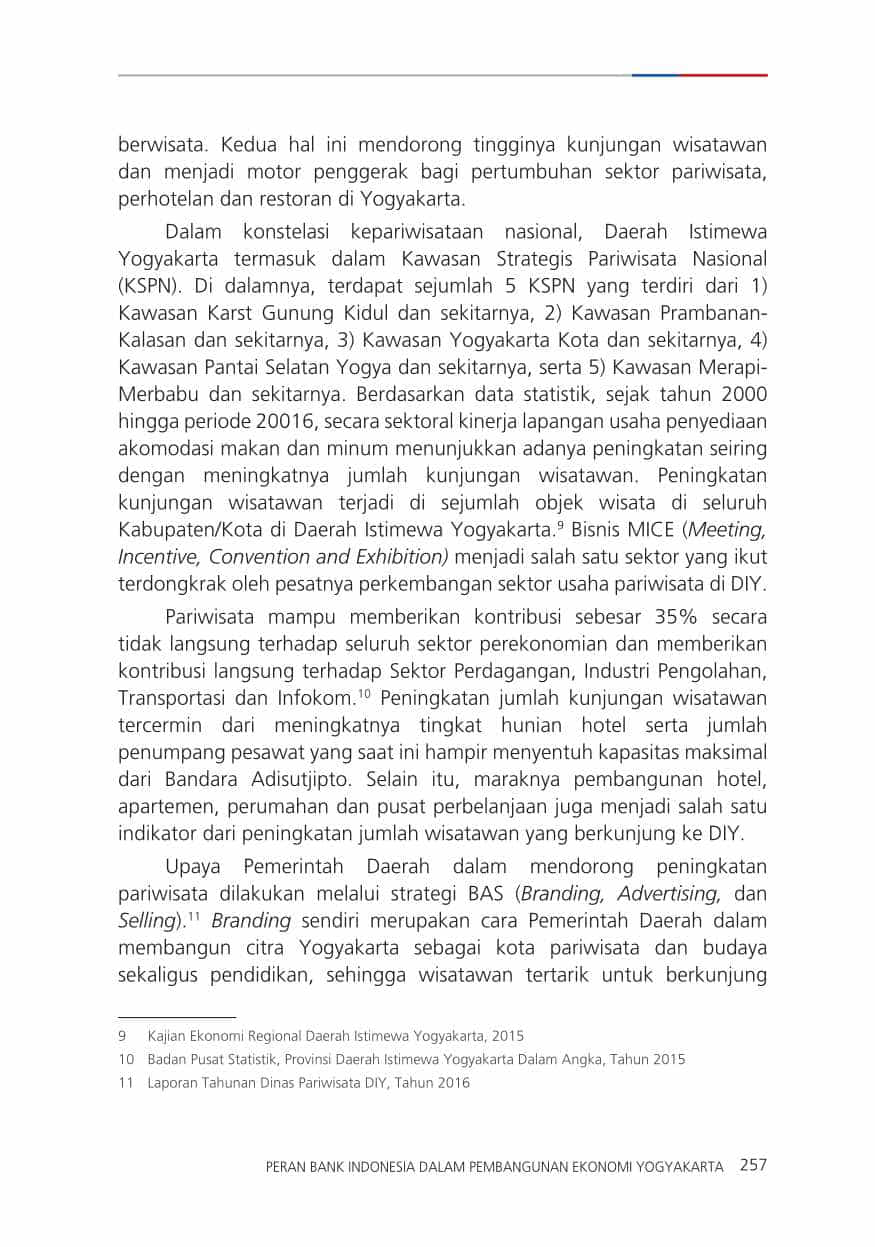 berwisata. Kedua hal ini mendorong tingginya kunjungan wisatawan
dan menjadi motor penggerak bagi pertumbuhan sektor pariwisata,
perhotelan dan restoran di Yogyakarta.
Dalam konstelasi kepariwisataan nasional, Daerah Istimewa
Yogyakarta termasuk dalam Kawasan Strategis Pariwisata Nasional
(KSPN). Di dalamnya, terdapat sejumlah 5 KSPN yang terdiri dari 1)
Kawasan Karst Gunung Kidul dan sekitarnya, 2) Kawasan Prambanan-
Kalasan dan sekitarnya, 3) Kawasan Yogyakarta Kota dan sekitarnya, 4)
Kawasan Pantai Selatan Yogya dan sekitarnya, serta 5) Kawasan Merapi-
Merbabu dan sekitarnya. Berdasarkan data statistik, sejak tahun 2000
hingga periode 20016, secara sektoral kinerja lapangan usaha penyediaan
akomodasi makan dan minum menunjukkan adanya peningkatan seiring
dengan meningkatnya jumlah kunjungan wisatawan. Peningkatan
kunjungan wisatawan terjadi di sejumlah objek wisata di seluruh
Kabupaten/Kota di Daerah Istimewa Yogyakarta.⁹ Bisnis MICE (Meeting,
Incentive, Convention and Exhibition) menjadi salah satu sektor yang ikut
terdongkrak oleh pesatnya perkembangan sektor usaha pariwisata di DIY.
Pariwisata mampu memberikan kontribusi sebesar 35% secara
tidak langsung terhadap seluruh sektor perekonomian dan memberikan
kontribusi langsung terhadap Sektor Perdagangan, Industri Pengolahan,
Transportasi dan Infokom.¹⁰ Peningkatan jumlah kunjungan wisatawan
tercermin dari meningkatnya tingkat hunian hotel serta jumlah
penumpang pesawat yang saat ini hampir menyentuh kapasitas maksimal
dari Bandara Adisutjipto. Selain itu, maraknya pembangunan hotel,
apartemen, perumahan dan pusat perbelanjaan juga menjadi salah satu
indikator dari peningkatan jumlah wisatawan yang berkunjung ke DIY.
Upaya Pemerintah Daerah dalam mendorong peningkatan
pariwisata dilakukan melalui strategi BAS (Branding, Advertising, dan
Selling).¹¹ Branding sendiri merupakan cara Pemerintah Daerah dalam
membangun citra Yogyakarta sebagai kota pariwisata dan budaya
sekaligus pendidikan, sehingga wisatawan tertarik untuk berkunjung
9 Kajian Ekonomi Regional Daerah Istimewa Yogyakarta, 2015
10 Badan Pusat Statistik, Provinsi Daerah Istimewa Yogyakarta Dalam Angka, Tahun 2015
11 Laporan Tahunan Dinas Pariwisata DIY, Tahun 2016
PERAN BANK INDONESIA DALAM PEMBANGUNAN EKONOMI YOGYAKARTA 257